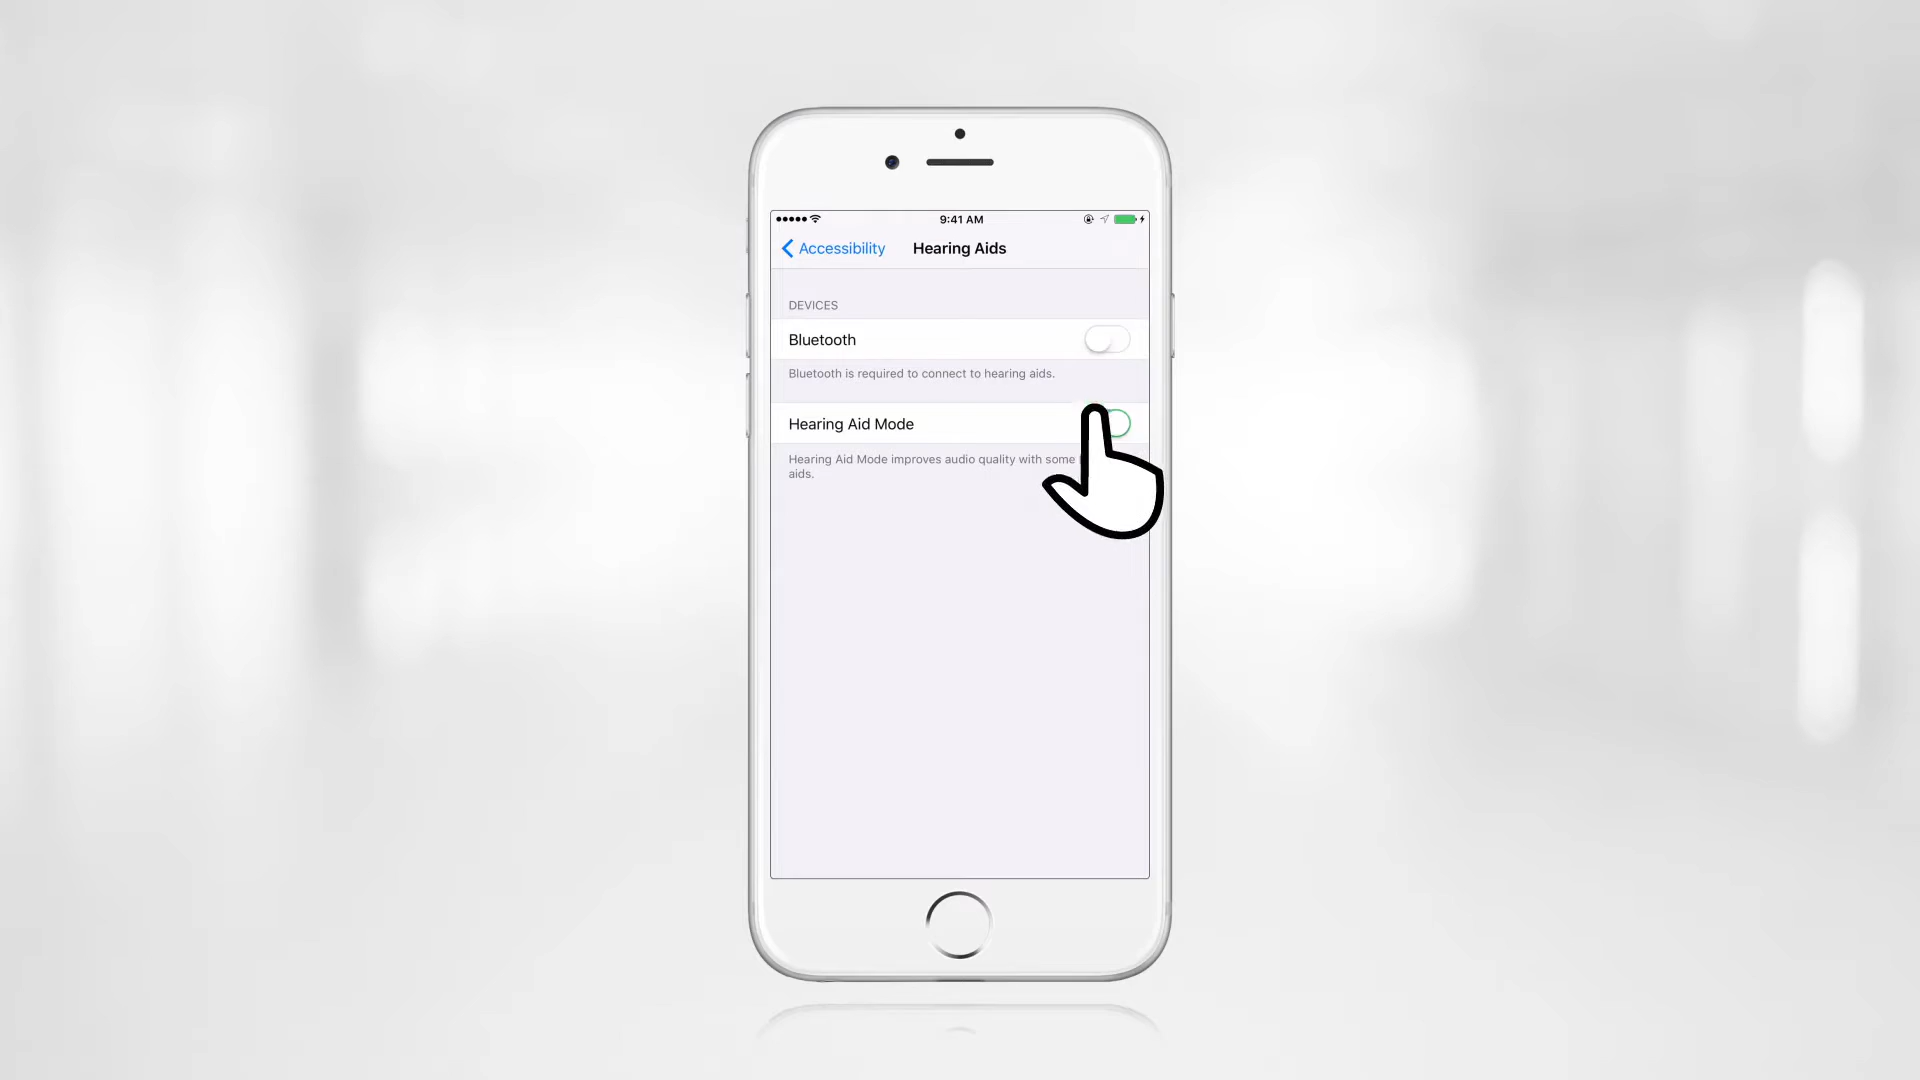 9:41 AM
Accessibility
Hearing Aids
DEVICES
Bluetooth
Bluetooth is required to connect to hearing aids.
Hearing Aid Mode
Hearing Aid Mode improves audio quality with some
aids.